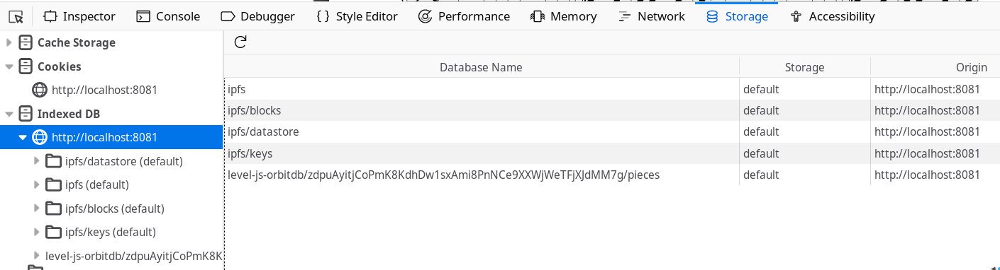 Inspector Console Debugger Style Editor Performance Memory Network Storage Accessibility
Cache Storage
Cookies
http://localhost:8081
Indexed DB
http://localhost:8081
ipfs/datastore (default)
ipfs (default)
ipfs/blocks (default)
ipfs/keys (default)
level-js-orbitdb/zdpuAyitjCoPmK8K
Database Name Storage Origin
ipfs default http://localhost:8081
ipfs/blocks default http://localhost:8081
ipfs/datastore default http://localhost:8081
ipfs/keys default http://localhost:8081
level-js-orbitdb/zdpuAyitjCoPmK8KdhDw1sxAmi8PnNCe9XXWjWeTFjXJdMM7g/pieces default http://localhost:8081